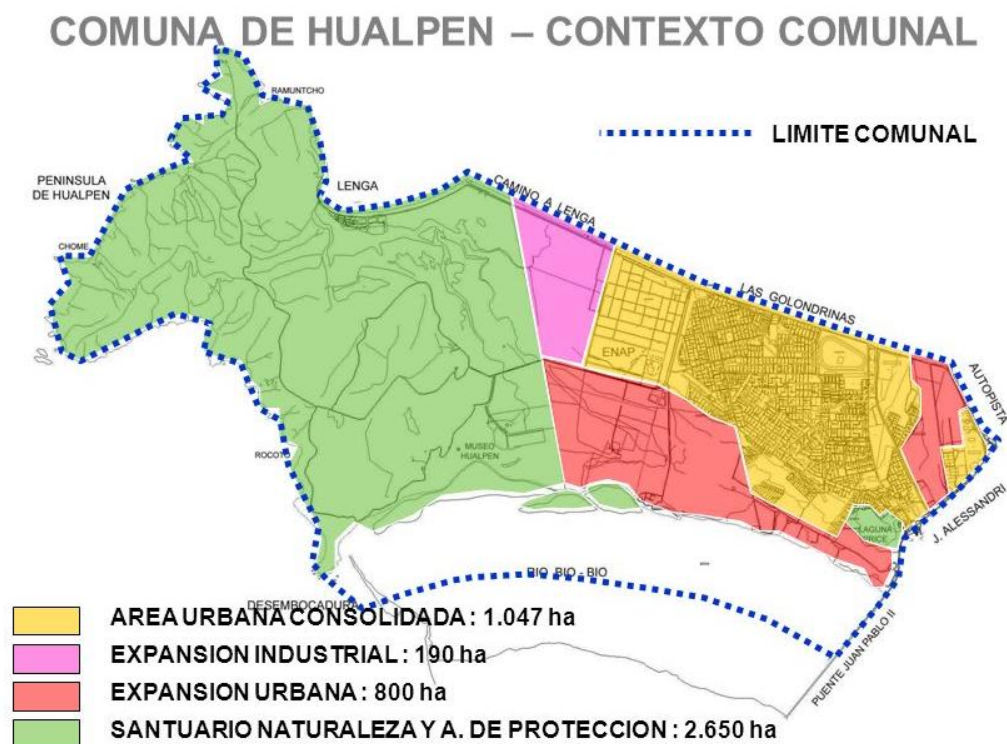 COMUNA DE HUALPEN – CONTEXTO COMUNAL
RAMUNTCHO
LIMITE COMUNAL
PENINSULA
DE HUALPEN
LENGA
CAMINO A LENGA
CHOME
LAS GOLONDRINAS
ENAP
AUTOPISTA
MUSEO
HUALPEN
ROCOTO
J. ALESSANDRI
LAGUNA
PRICE
RIO BIO - BIO
DESEMBOCADURA
PUENTE JUAN PABLO II
AREA URBANA CONSOLIDADA : 1.047 ha
EXPANSION INDUSTRIAL : 190 ha
EXPANSION URBANA : 800 ha
SANTUARIO NATURALEZA Y A. DE PROTECCION : 2.650 ha